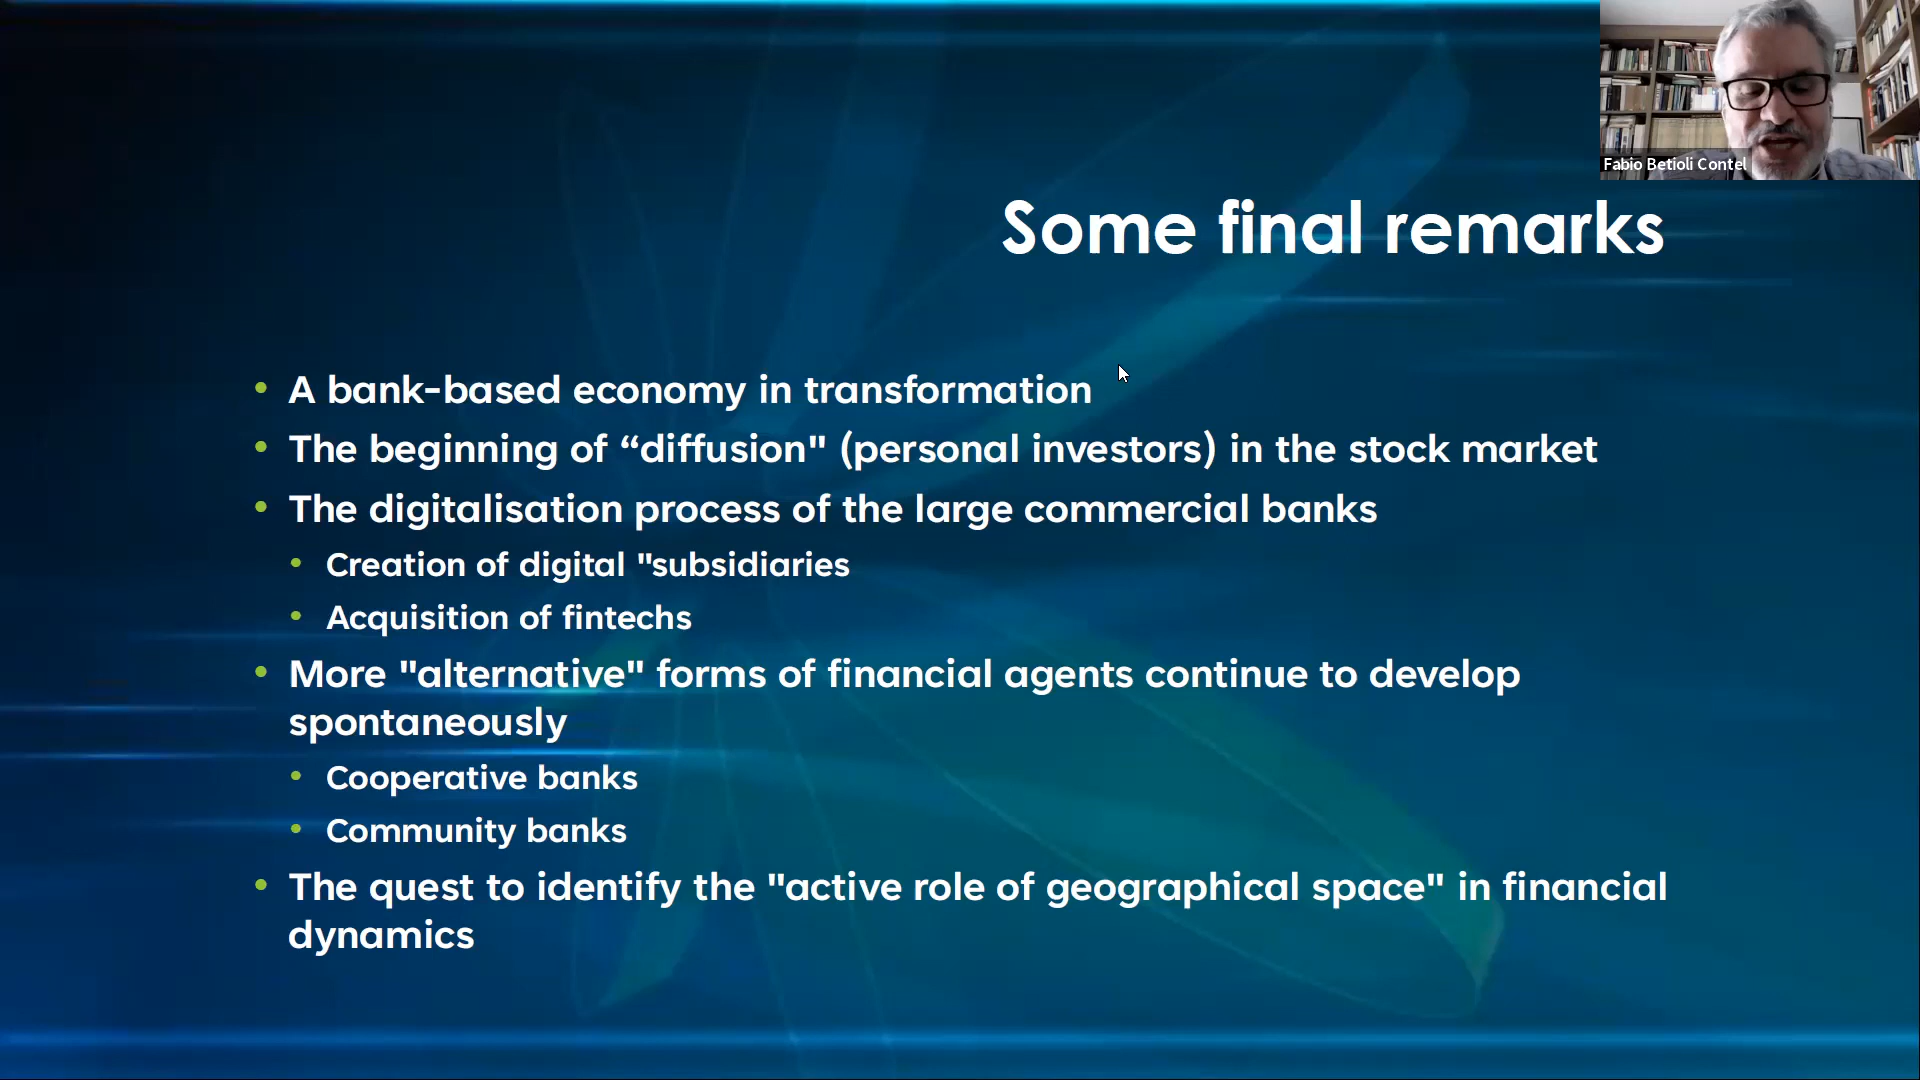 Fabio Betioli Contel
Some final remarks
• A bank-based economy in transformation
• The beginning of “diffusion" (personal investors) in the stock market
• The digitalisation process of the large commercial banks
• Creation of digital "subsidiaries
• Acquisition of fintechs
• More "alternative" forms of financial agents continue to develop
spontaneously
• Cooperative banks
• Community banks
• The quest to identify the "active role of geographical space" in financial
dynamics